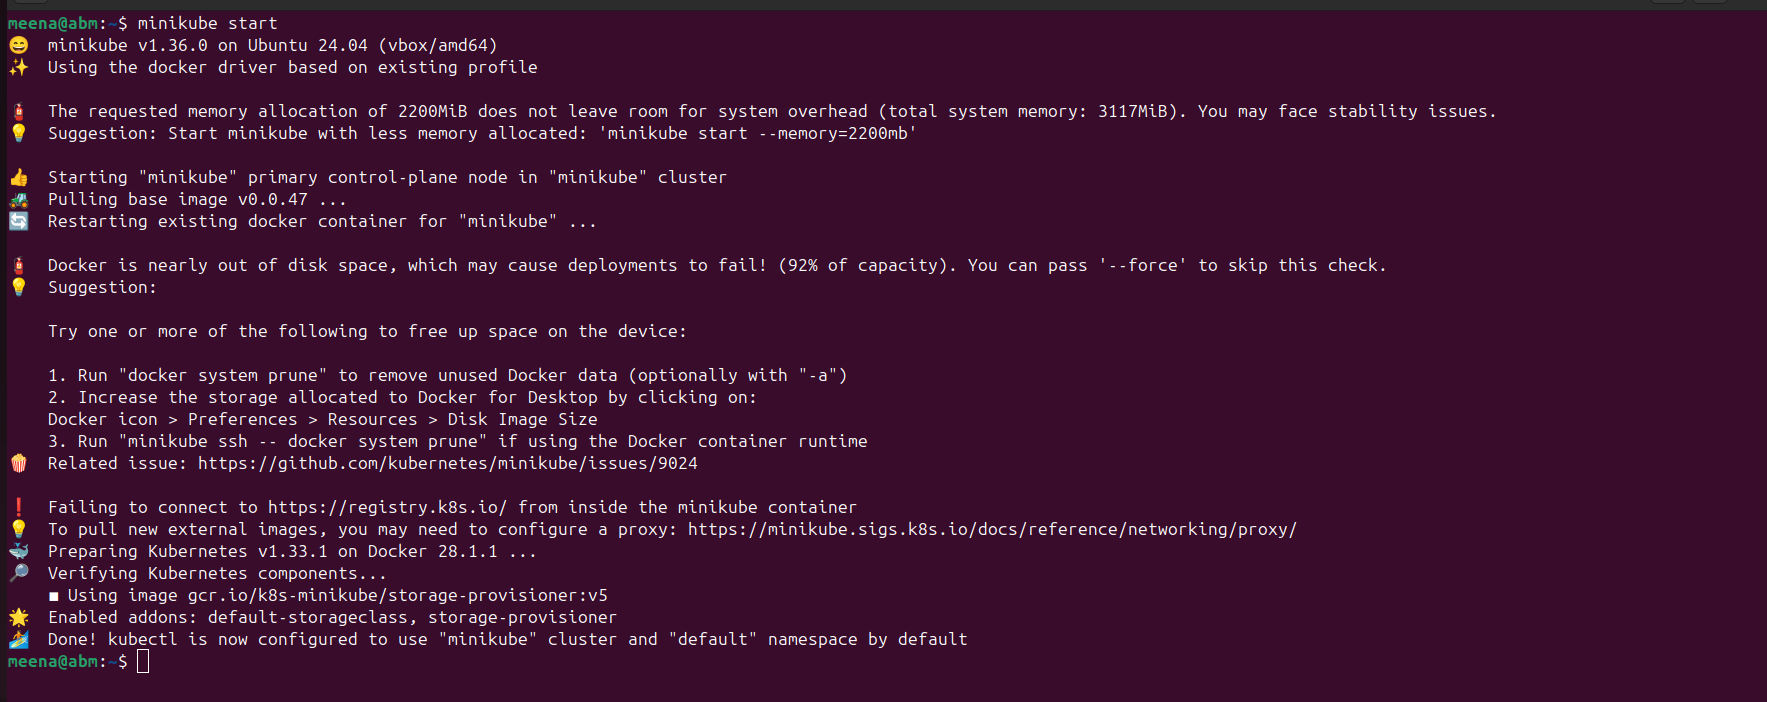 meena@abm:~$ minikube start
😄  minikube v1.36.0 on Ubuntu 24.04 (vbox/amd64)
✨  Using the docker driver based on existing profile
🧯  The requested memory allocation of 2200MiB does not leave room for system overhead (total system memory: 3117MiB). You may face stability issues.
💡  Suggestion: Start minikube with less memory allocated: 'minikube start --memory=2200mb'
👍  Starting "minikube" primary control-plane node in "minikube" cluster
🚜  Pulling base image v0.0.47 ...
🔄  Restarting existing docker container for "minikube" ...
🧯  Docker is nearly out of disk space, which may cause deployments to fail! (92% of capacity). You can pass '--force' to skip this check.
💡  Suggestion:
Try one or more of the following to free up space on the device:
1. Run "docker system prune" to remove unused Docker data (optionally with "-a")
2. Increase the storage allocated to Docker for Desktop by clicking on:
Docker icon > Preferences > Resources > Disk Image Size
3. Run "minikube ssh -- docker system prune" if using the Docker container runtime
🍿  Related issue: https://github.com/kubernetes/minikube/issues/9024
❗  Failing to connect to https://registry.k8s.io/ from inside the minikube container
💡  To pull new external images, you may need to configure a proxy: https://minikube.sigs.k8s.io/docs/reference/networking/proxy/
🐳  Preparing Kubernetes v1.33.1 on Docker 28.1.1 ...
🔎  Verifying Kubernetes components...
▪ Using image gcr.io/k8s-minikube/storage-provisioner:v5
🌟  Enabled addons: default-storageclass, storage-provisioner
🏄  Done! kubectl is now configured to use "minikube" cluster and "default" namespace by default
meena@abm:~$